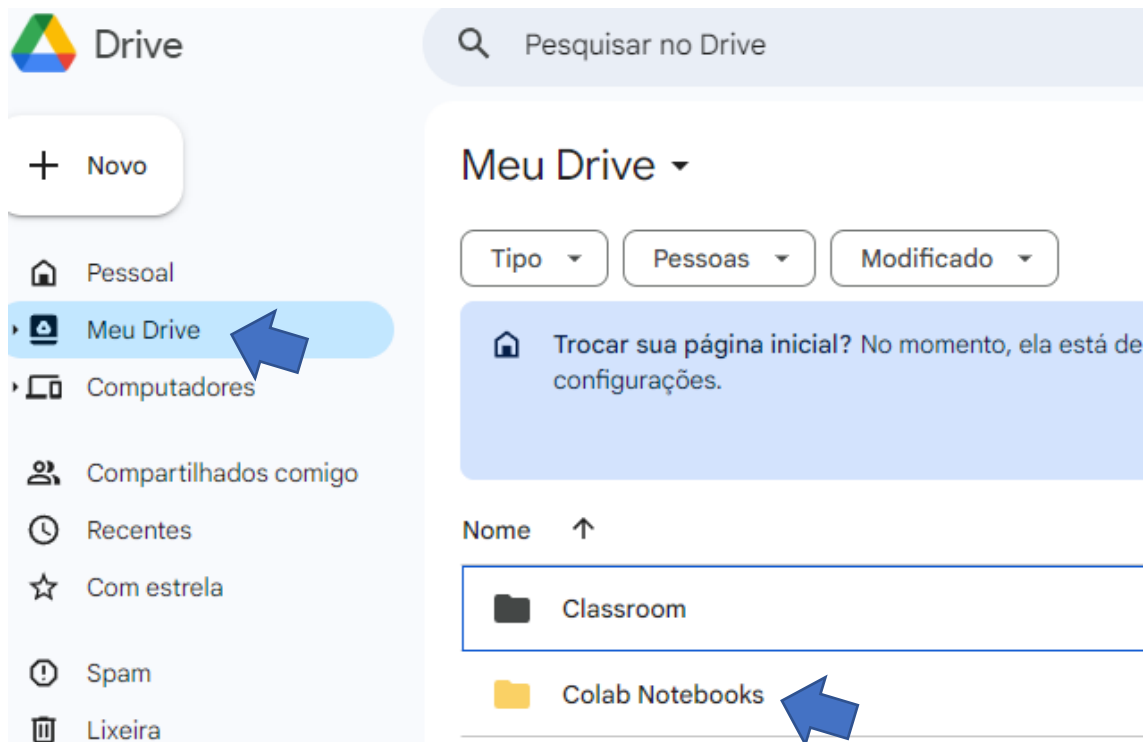 Drive
Pesquisar no Drive
Novo
Pessoal
Meu Drive
Computadores
Compartilhados comigo
Recentes
Com estrela
Spam
Lixeira
Meu Drive
Tipo
Pessoas
Modificado
Trocar sua página inicial? No momento, ela está de
configurações.
Nome
Classroom
Colab Notebooks